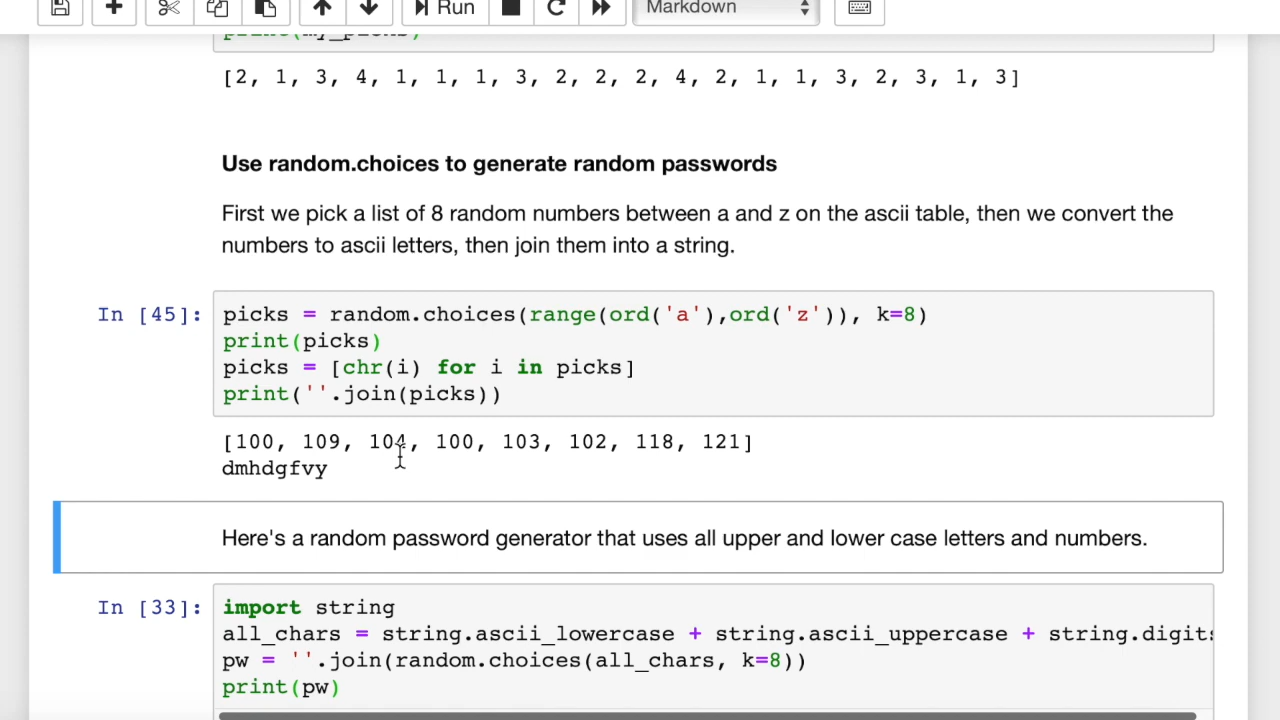 Run
Markdown
print(my_picks)
[2, 1, 3, 4, 1, 1, 1, 3, 2, 2, 2, 4, 2, 1, 1, 3, 2, 3, 1, 3]
Use random.choices to generate random passwords
First we pick a list of 8 random numbers between a and z on the ascii table, then we convert the
numbers to ascii letters, then join them into a string.
In [45]: picks = random.choices(range(ord('a'),ord('z')), k=8)
print(picks)
picks = [chr(i) for i in picks]
print(''.join(picks))
[100, 109, 104, 100, 103, 102, 118, 121]
dmhdgfvy
Here's a random password generator that uses all upper and lower case letters and numbers.
In [33]: import string
all_chars = string.ascii_lowercase + string.ascii_uppercase + string.digits
pw = ''.join(random.choices(all_chars, k=8))
print(pw)